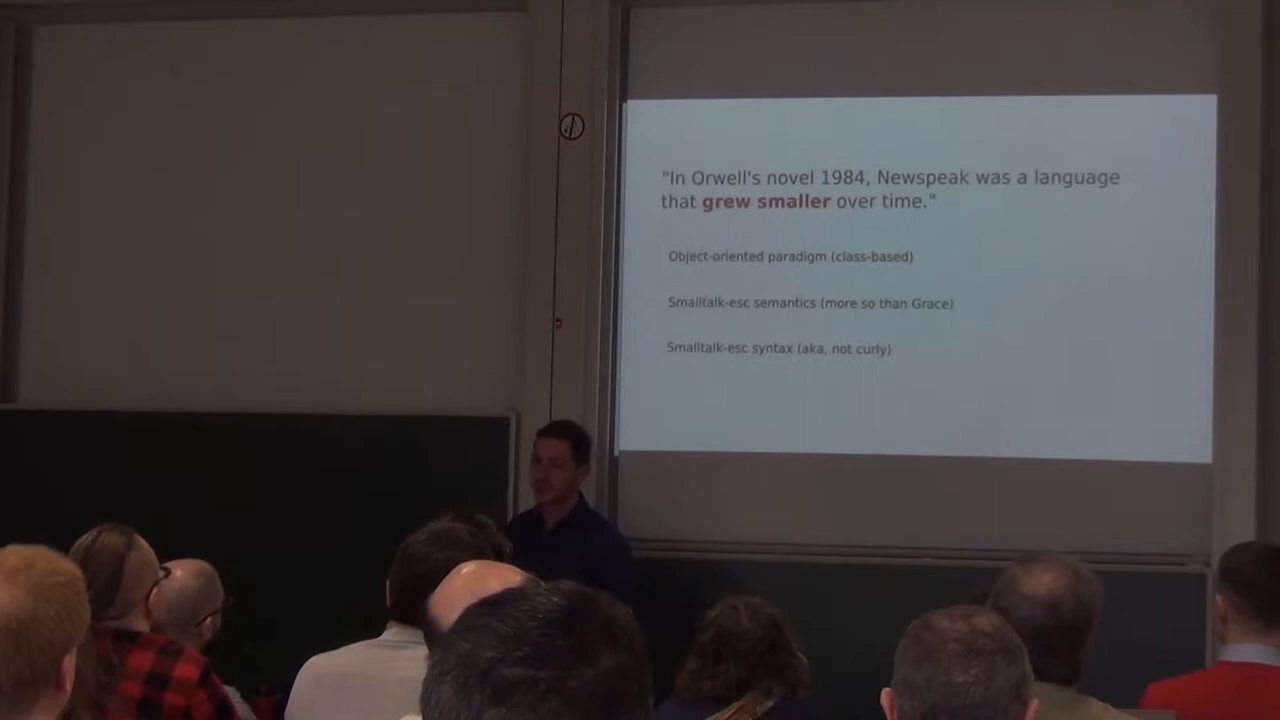 "In Orwell's novel 1984, Newspeak was a language
that grew smaller over time."
Object-oriented paradigm (class-based)
Smalltalk-esc semantics (more so than Grace)
Smalltalk-esc syntax (aka, not curly)